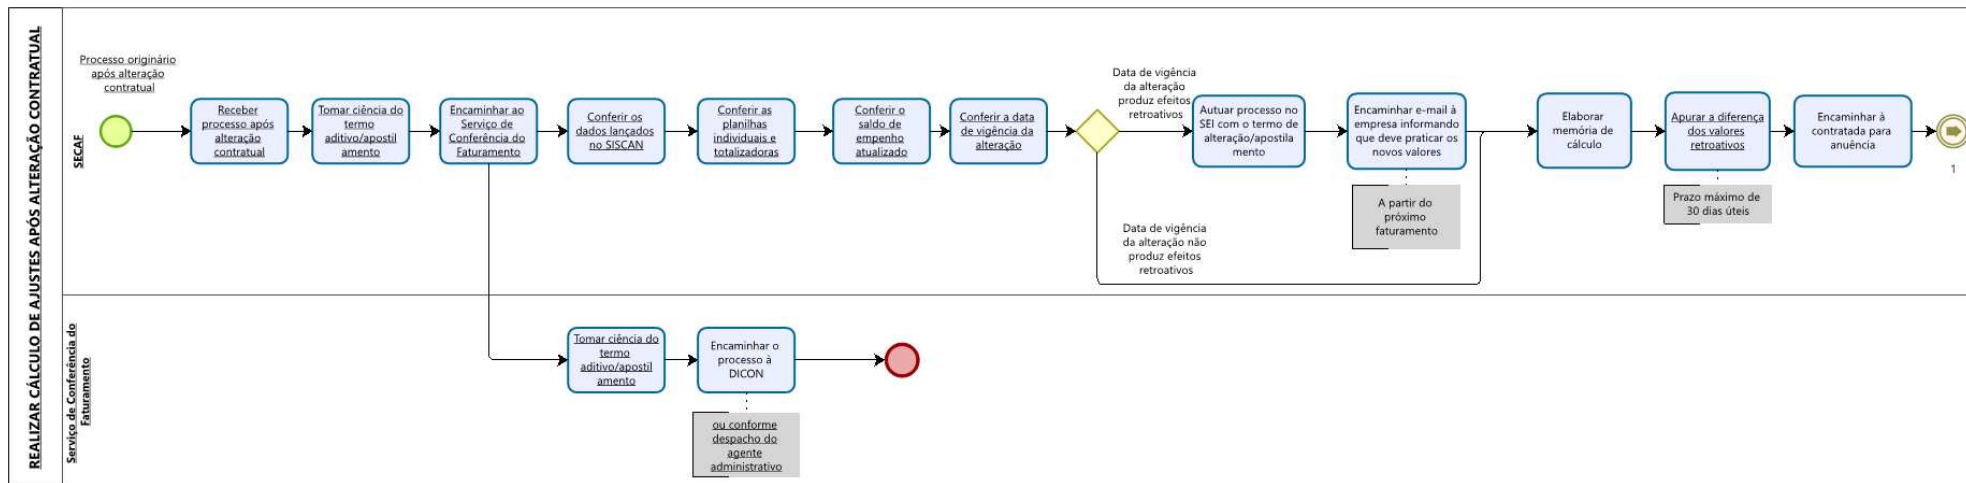 REALIZAR CÁLCULO DE AJUSTES APÓS ALTERAÇÃO CONTRATUAL
SECAF
Processo originário
após alteração
contratual
Receber
processo após
alteração
contratual
Tomar ciência do
termo
aditivo/apostil
amento
Encaminhar ao
Serviço de
Conferência do
Faturamento
Conferir os
dados lançados
no SISCAN
Conferir as
planilhas
individuais e
totalizadoras
Conferir o
saldo de
empenho
atualizado
Conferir a data
de vigência da
alteração
Data de vigência
da alteração
produz efeitos
retroativos
Data de vigência
da alteração não
produz efeitos
retroativos
Autuar processo no
SEI com o termo de
alteração/apostila
mento
Encaminhar e-mail à
empresa informando
que deve praticar os
novos valores
A partir do
próximo
faturamento
Elaborar
memória de
cálculo
Apurar a diferença
dos valores
retroativos
Prazo máximo de
30 dias úteis
Encaminhar à
contratada para
anuência
1
Serviço de Conferência do
Faturamento
Tomar ciência do
termo
aditivo/apostil
amento
Encaminhar o
processo à
DICON
ou conforme
despacho do
agente
administrativo